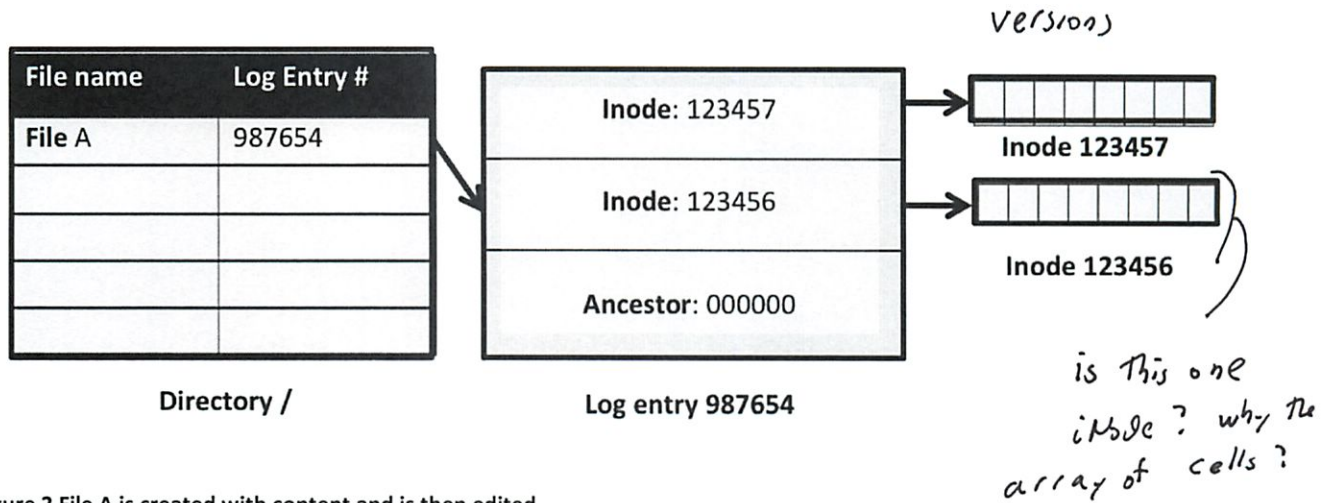 versions
File name Log Entry #
File A 987654
Inode: 123457
Inode: 123456
Ancestor: 000000
Inode 123457
Inode 123456
Directory /
Log entry 987654
is this one
iNode? why the
array of cells?
ure 2 File A is created with content and is then edited